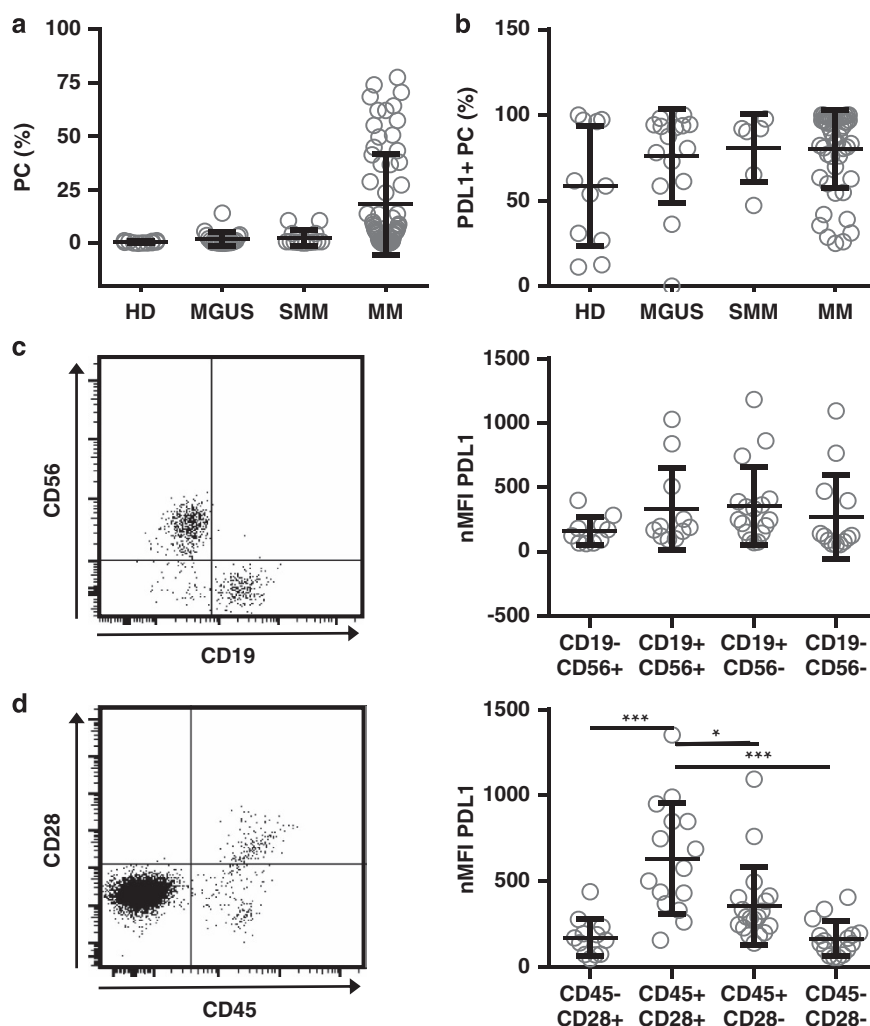 a
100
75
50
25
0
PC (%)
HD MGUS SMM MM
b
150
100
50
0
PDL1+ PC (%)
HD MGUS SMM MM
c
CD56
CD19
1500
1000
500
0
-500
nMFI PDL1
CD19- CD19+ CD19+ CD19-
CD56+ CD56+ CD56- CD56-
d
CD28
CD45
1500
1000
500
0
nMFI PDL1
***
*
***
CD45- CD45+ CD45+ CD45-
CD28+ CD28+ CD28- CD28-